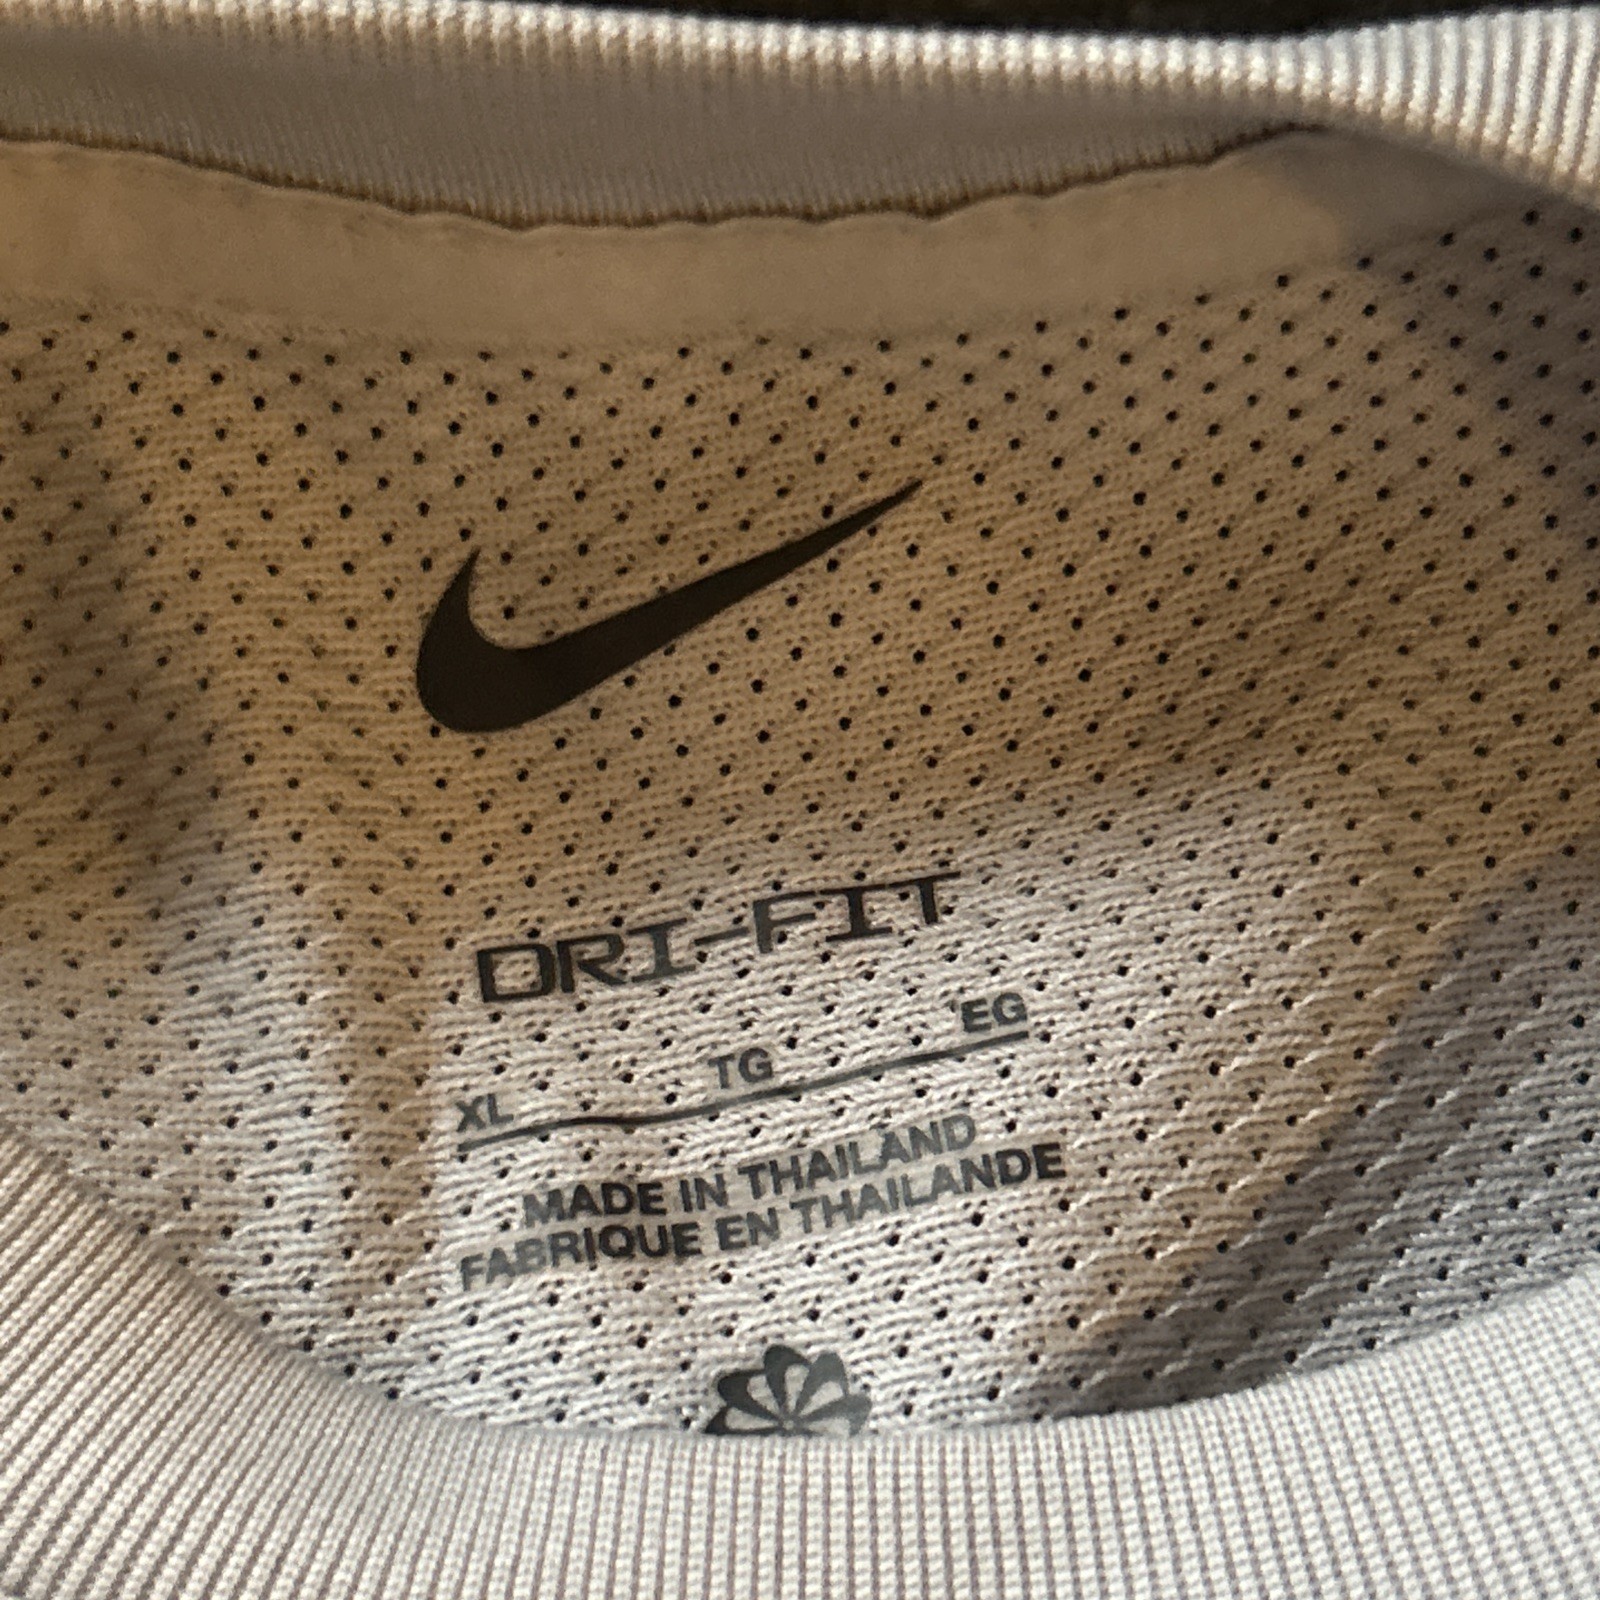 DRI-FIT
XL TG EG
MADE IN THAILAND
FABRIQUE EN THAILANDE